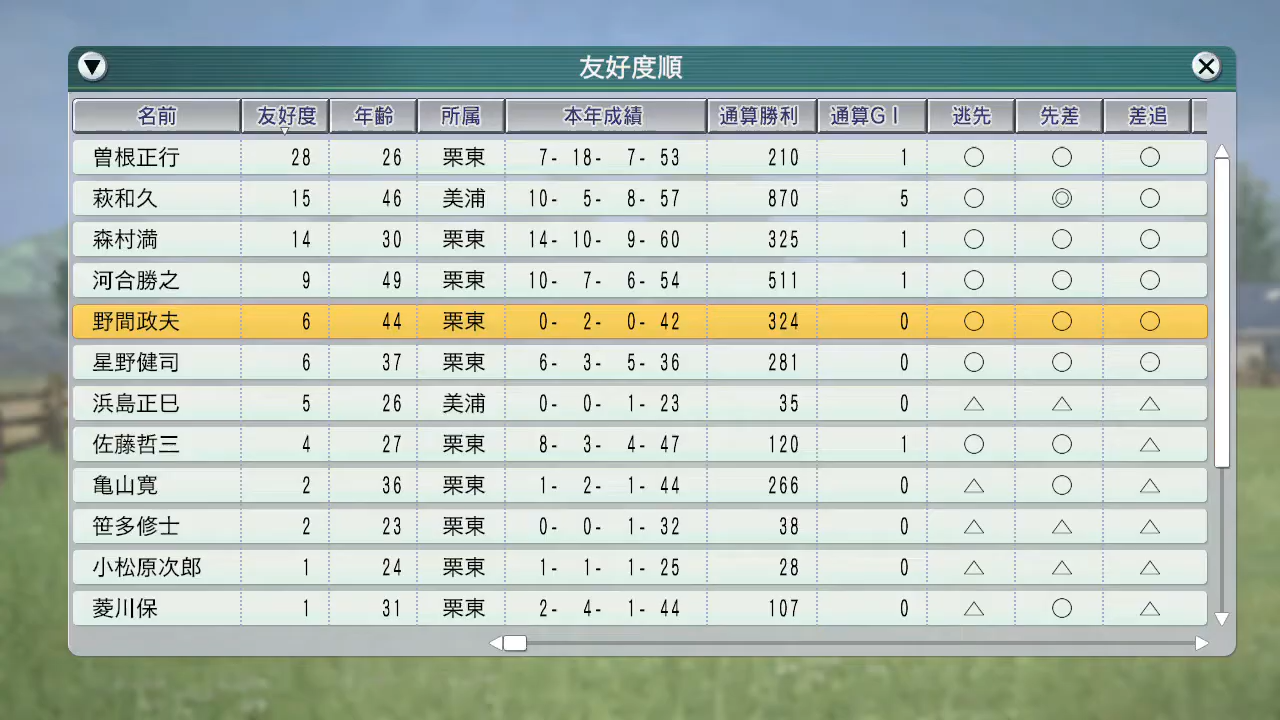 友好度順
名前 友好度 年齢 所属 本年成績 通算勝利 通算GⅠ 逃先 先差 差追
曽根正行 28 26 栗東 7- 18- 7- 53 210 1 ○ ○ ○
萩和久 15 46 美浦 10- 5- 8- 57 870 5 ○ ◎ ○
森村満 14 30 栗東 14- 10- 9- 60 325 1 ○ ○ ○
河合勝之 9 49 栗東 10- 7- 6- 54 511 1 ○ ○ ○
野間政夫 6 44 栗東 0- 2- 0- 42 324 0 ○ ○ ○
星野健司 6 37 栗東 6- 3- 5- 36 281 0 ○ ○ ○
浜島正巳 5 26 美浦 0- 0- 1- 23 35 0 △ △ △
佐藤哲三 4 27 栗東 8- 3- 4- 47 120 1 ○ ○ △
亀山寛 2 36 栗東 1- 2- 1- 44 266 0 △ ○ △
笹多修士 2 23 栗東 0- 0- 1- 32 38 0 △ △ △
小松原次郎 1 24 栗東 1- 1- 1- 25 28 0 △ △ △
菱川保 1 31 栗東 2- 4- 1- 44 107 0 △ ○ △